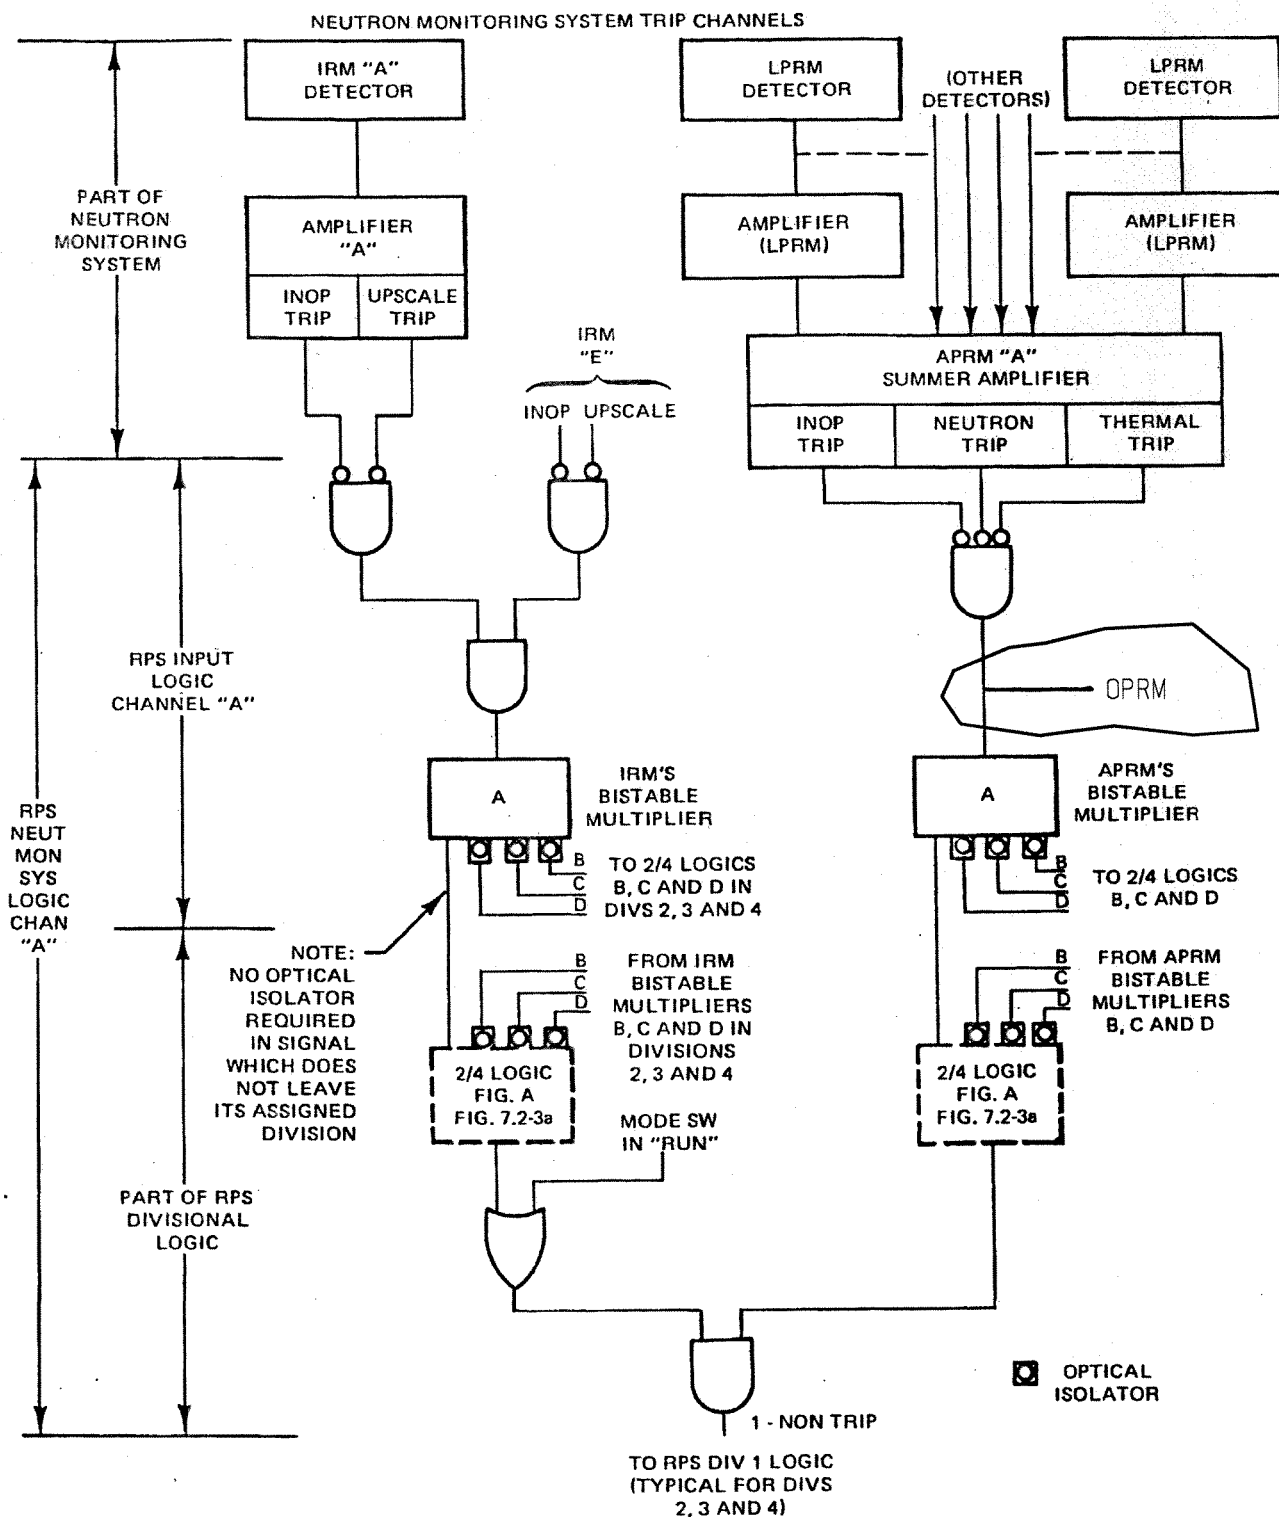 NEUTRON MONITORING SYSTEM TRIP CHANNELS
IRM "A"
DETECTOR
LPRM
DETECTOR
(OTHER
DETECTORS)
LPRM
DETECTOR
PART OF
NEUTRON
MONITORING
SYSTEM
AMPLIFIER
"A"
INOP
TRIP
UPSCALE
TRIP
AMPLIFIER
(LPRM)
AMPLIFIER
(LPRM)
IRM
"E"
INOP UPSCALE
APRM "A"
SUMMER AMPLIFIER
INOP
TRIP
NEUTRON
TRIP
THERMAL
TRIP
RPS INPUT
LOGIC
CHANNEL "A"
OPRM
RPS
NEUT
MON
SYS
LOGIC
CHAN
"A"
A
IRM'S
BISTABLE
MULTIPLIER
A
APRM'S
BISTABLE
MULTIPLIER
B
C
D
TO 2/4 LOGICS
B, C AND D IN
DIVS 2, 3 AND 4
B
C
D
TO 2/4 LOGICS
B, C AND D
NOTE:
NO OPTICAL
ISOLATOR
REQUIRED
IN SIGNAL
WHICH DOES
NOT LEAVE
ITS ASSIGNED
DIVISION
B
C
D
FROM IRM
BISTABLE
MULTIPLIERS
B, C AND D IN
DIVISIONS
2, 3 AND 4
B
C
D
FROM APRM
BISTABLE
MULTIPLIERS
B, C AND D
2/4 LOGIC
FIG. A
FIG. 7.2-3a
2/4 LOGIC
FIG. A
FIG. 7.2-3a
MODE SW
IN "RUN"
PART OF RPS
DIVISIONAL
LOGIC
OPTICAL
ISOLATOR
1 - NON TRIP
TO RPS DIV 1 LOGIC
(TYPICAL FOR DIVS
2, 3 AND 4)